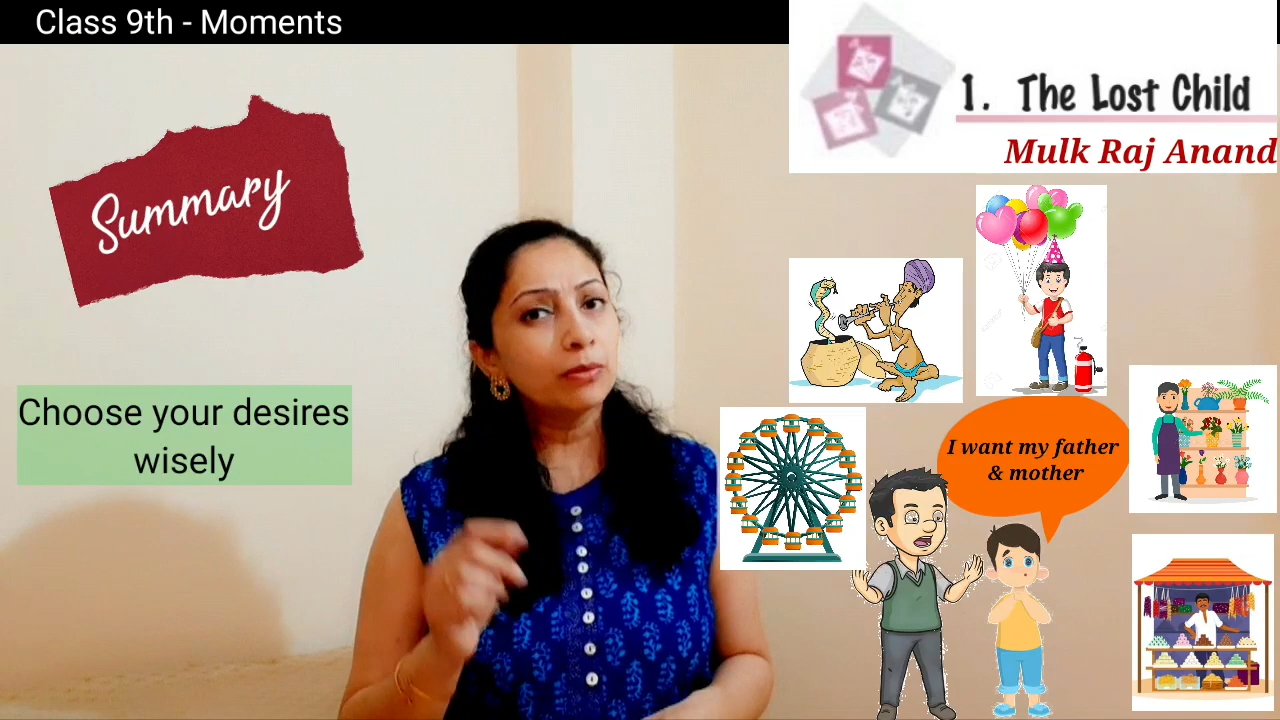 Class 9th - Moments
1. The Lost Child
Mulk Raj Anand
Summary
Choose your desires
wisely
I want my father
& mother